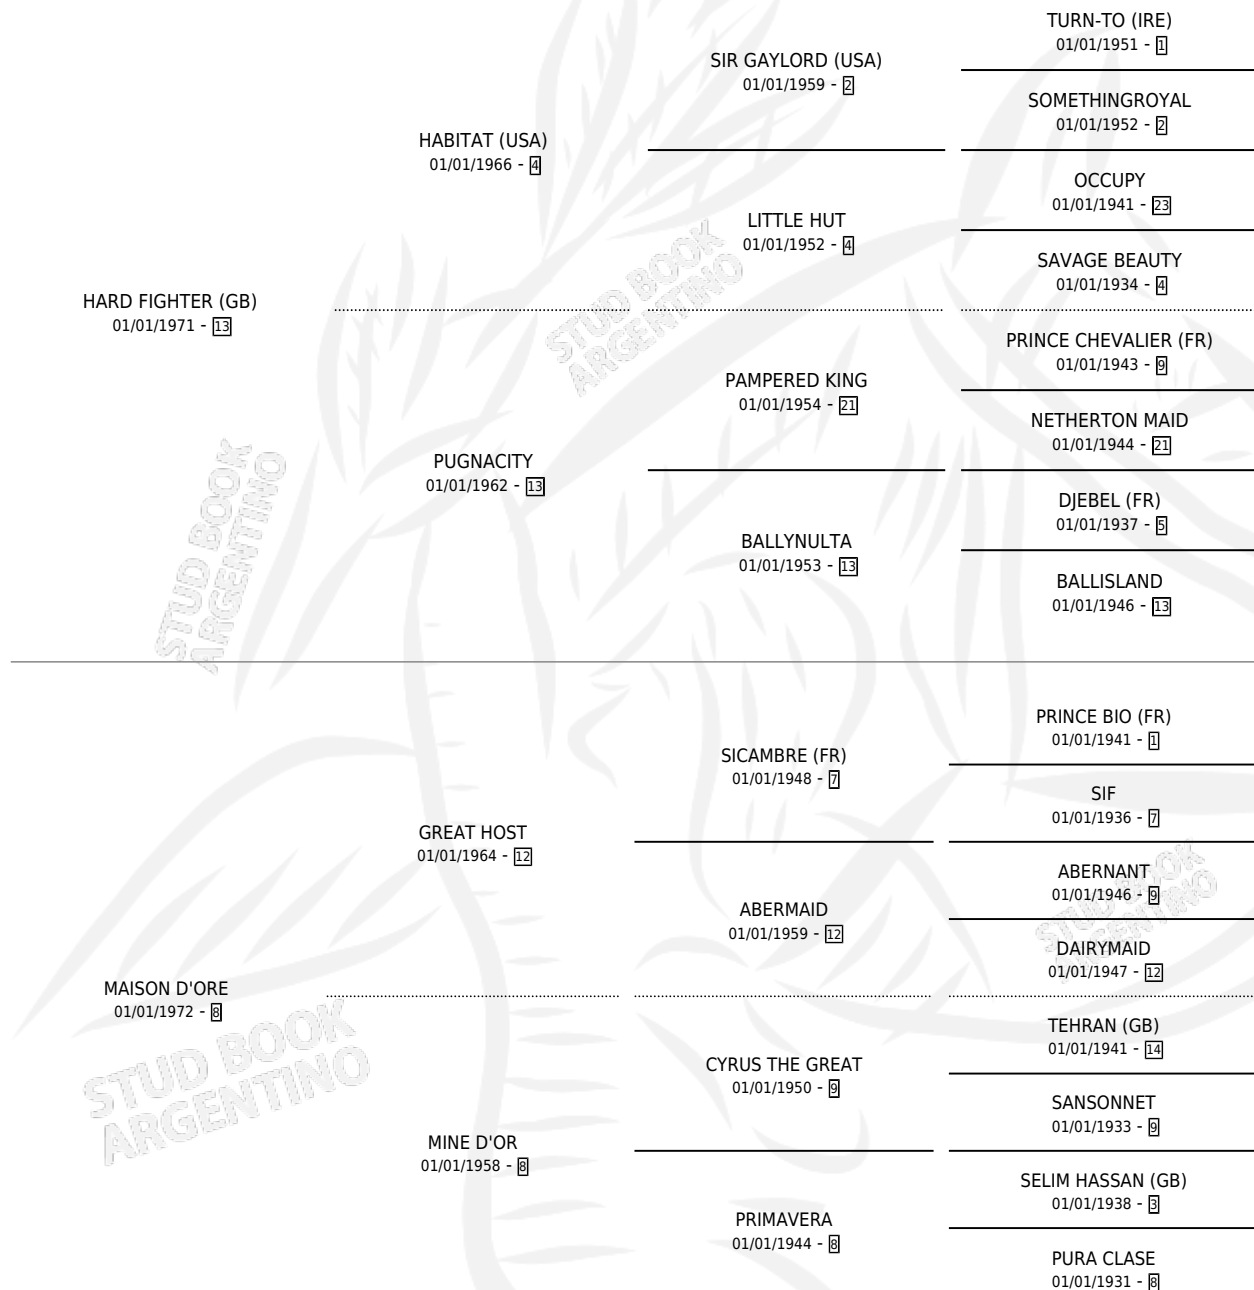 TURN-TO (IRE)
01/01/1951 - 1
SIR GAYLORD (USA)
01/01/1959 - 2
SOMETHINGROYAL
01/01/1952 - 2
HABITAT (USA)
01/01/1966 - 4
OCCUPY
01/01/1941 - 23
LITTLE HUT
01/01/1952 - 4
SAVAGE BEAUTY
01/01/1934 - 4
HARD FIGHTER (GB)
01/01/1971 - 13
PRINCE CHEVALIER (FR)
01/01/1943 - 9
PAMPERED KING
01/01/1954 - 21
NETHERTON MAID
01/01/1944 - 21
PUGNACITY
01/01/1962 - 13
DJEBEL (FR)
01/01/1937 - 5
BALLYNULTA
01/01/1953 - 13
BALLISLAND
01/01/1946 - 13
STUD BOOK
ARGENTINO
STUD BOOK
ARGENTINO
PRINCE BIO (FR)
01/01/1941 - 1
SICAMBRE (FR)
01/01/1948 - 7
SIF
01/01/1936 - 7
GREAT HOST
01/01/1964 - 12
ABERNANT
01/01/1946 - 9
ABERMAID
01/01/1959 - 12
DAIRYMAID
01/01/1947 - 12
MAISON D'ORE
01/01/1972 - 8
TEHRAN (GB)
01/01/1941 - 14
CYRUS THE GREAT
01/01/1950 - 9
SANSONNET
01/01/1933 - 9
MINE D'OR
01/01/1958 - 8
SELIM HASSAN (GB)
01/01/1938 - 3
PRIMAVERA
01/01/1944 - 8
PURA CLASE
01/01/1931 - 8
STUD BOOK
ARGENTINO
STUD BOOK
ARGENTINO